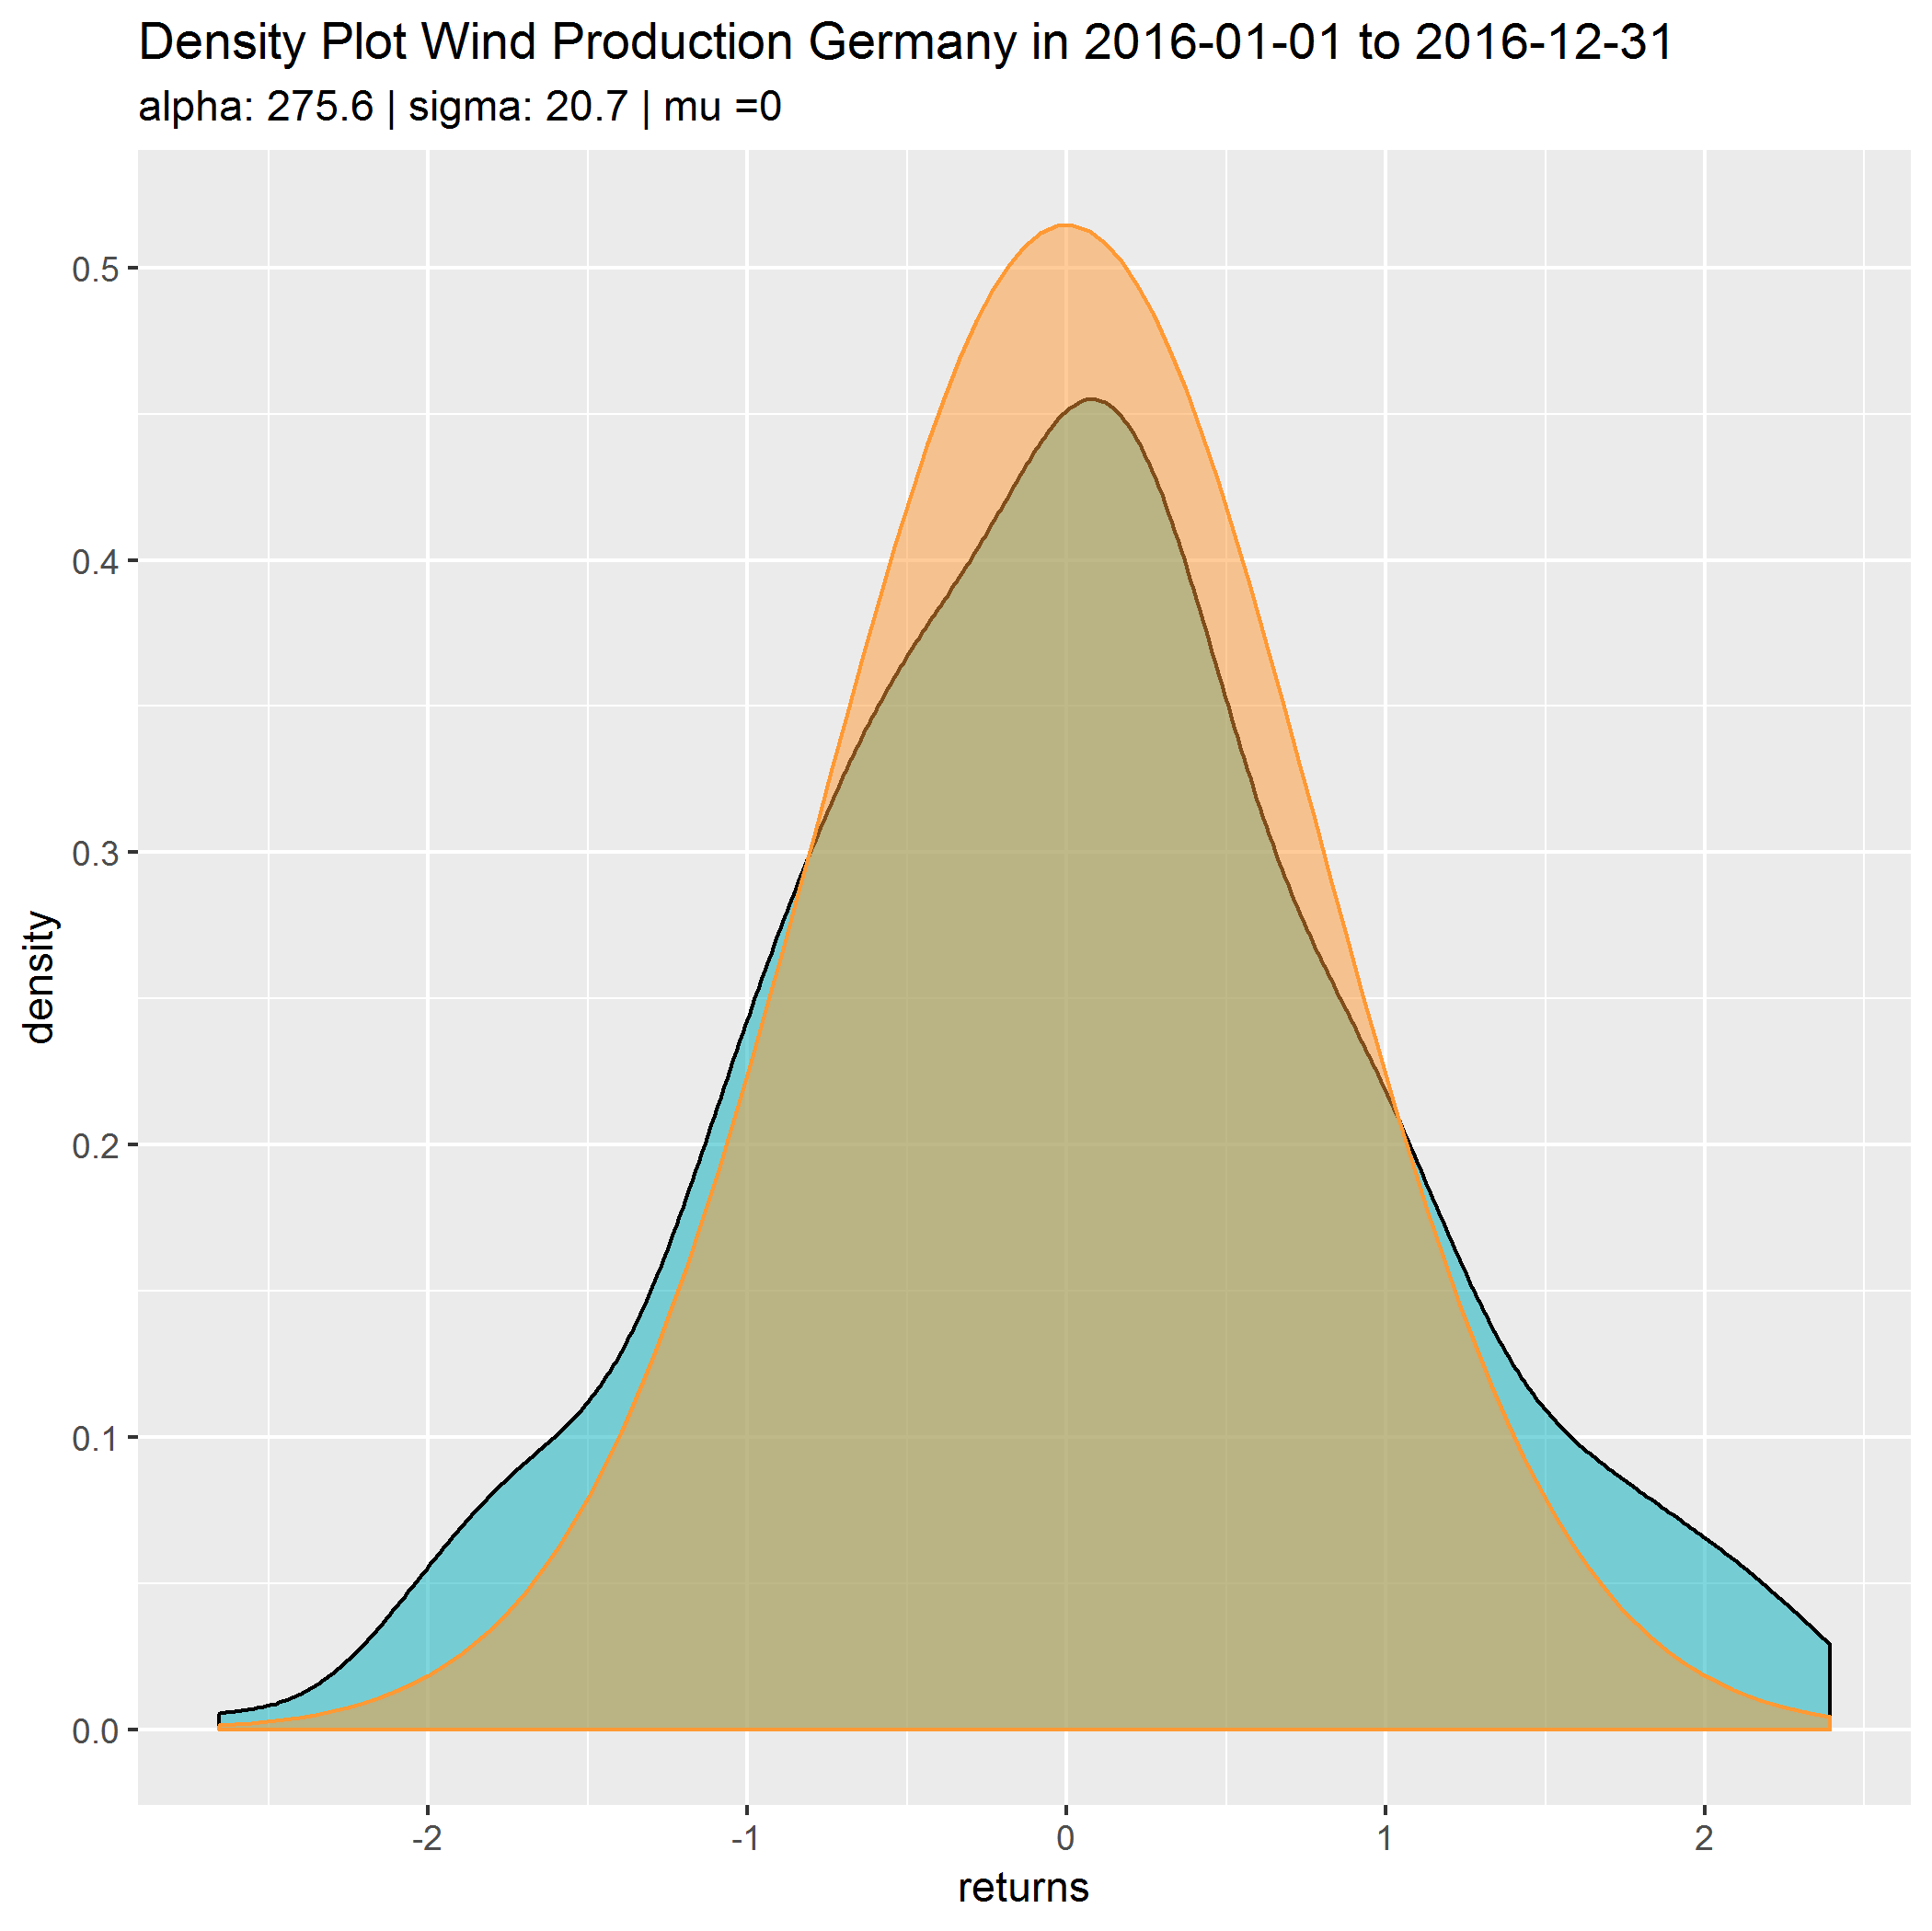 Density Plot Wind Production Germany in 2016-01-01 to 2016-12-31
alpha: 275.6 | sigma: 20.7 | mu =0
0.5
0.4
0.3
0.2
0.1
0.0
density
-2 -1 0 1 2
returns